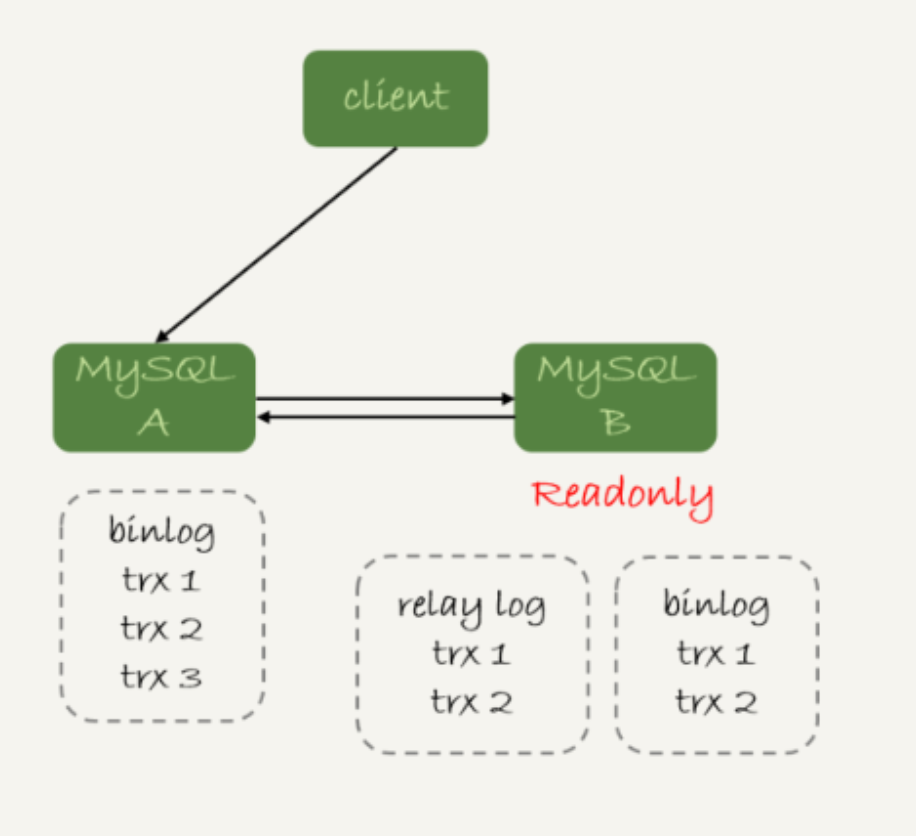 client
MySQL
A
MySQL
B
Readonly
binlog
trx 1
trx 2
trx 3
relay log
trx 1
trx 2
binlog
trx 1
trx 2